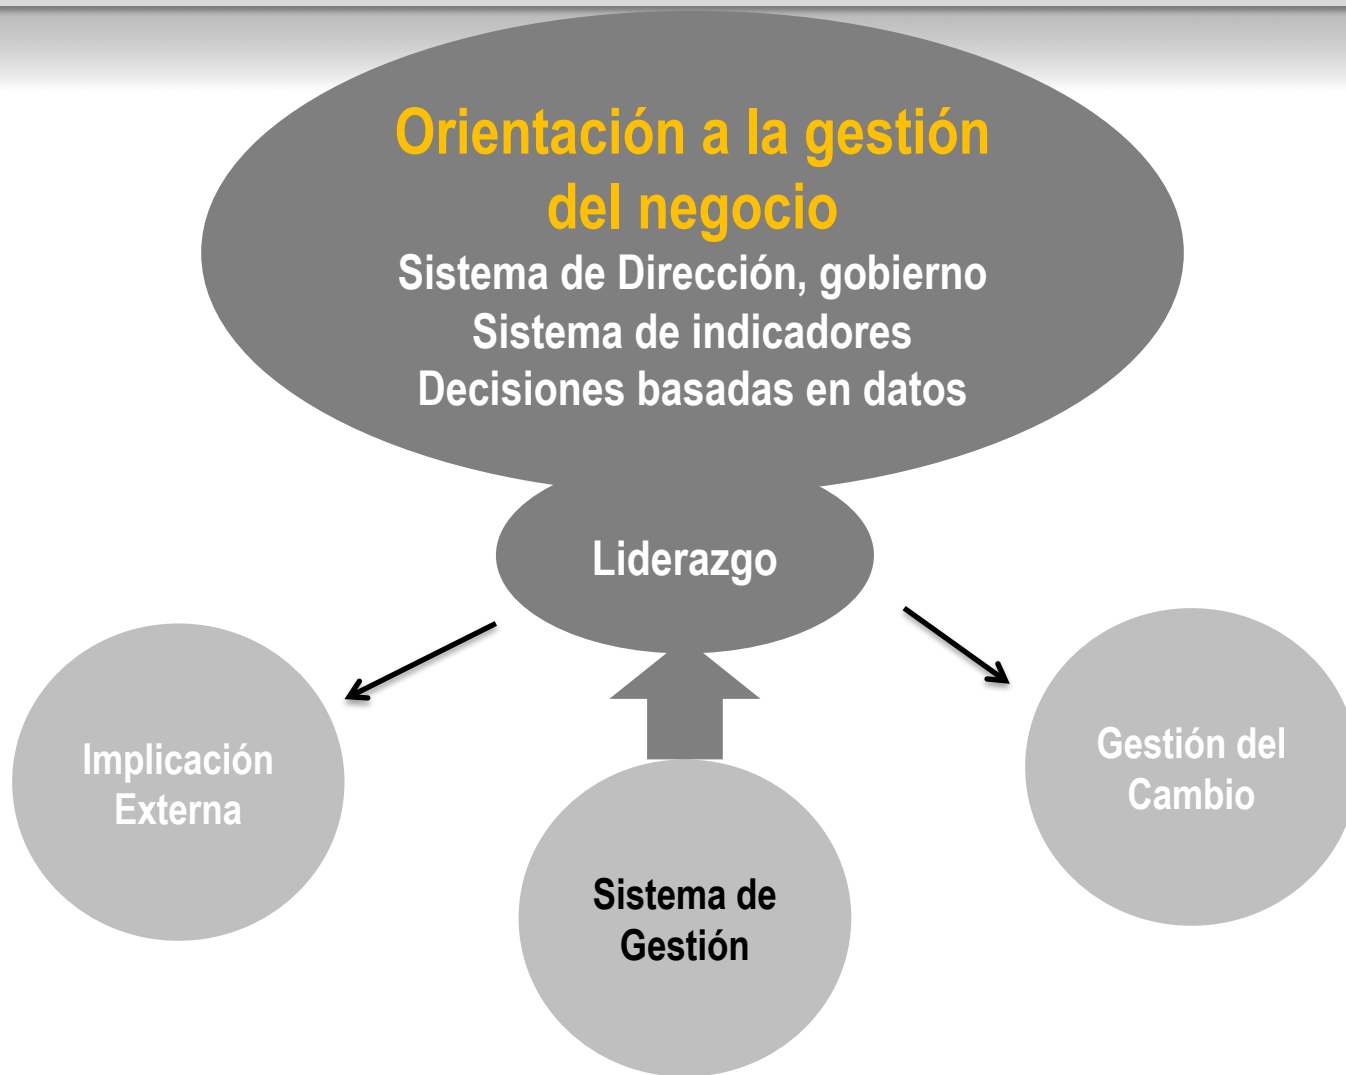 Orientación a la gestión
del negocio
Sistema de Dirección, gobierno
Sistema de indicadores
Decisiones basadas en datos
Liderazgo
Implicación
Externa
Sistema de
Gestión
Gestión del
Cambio